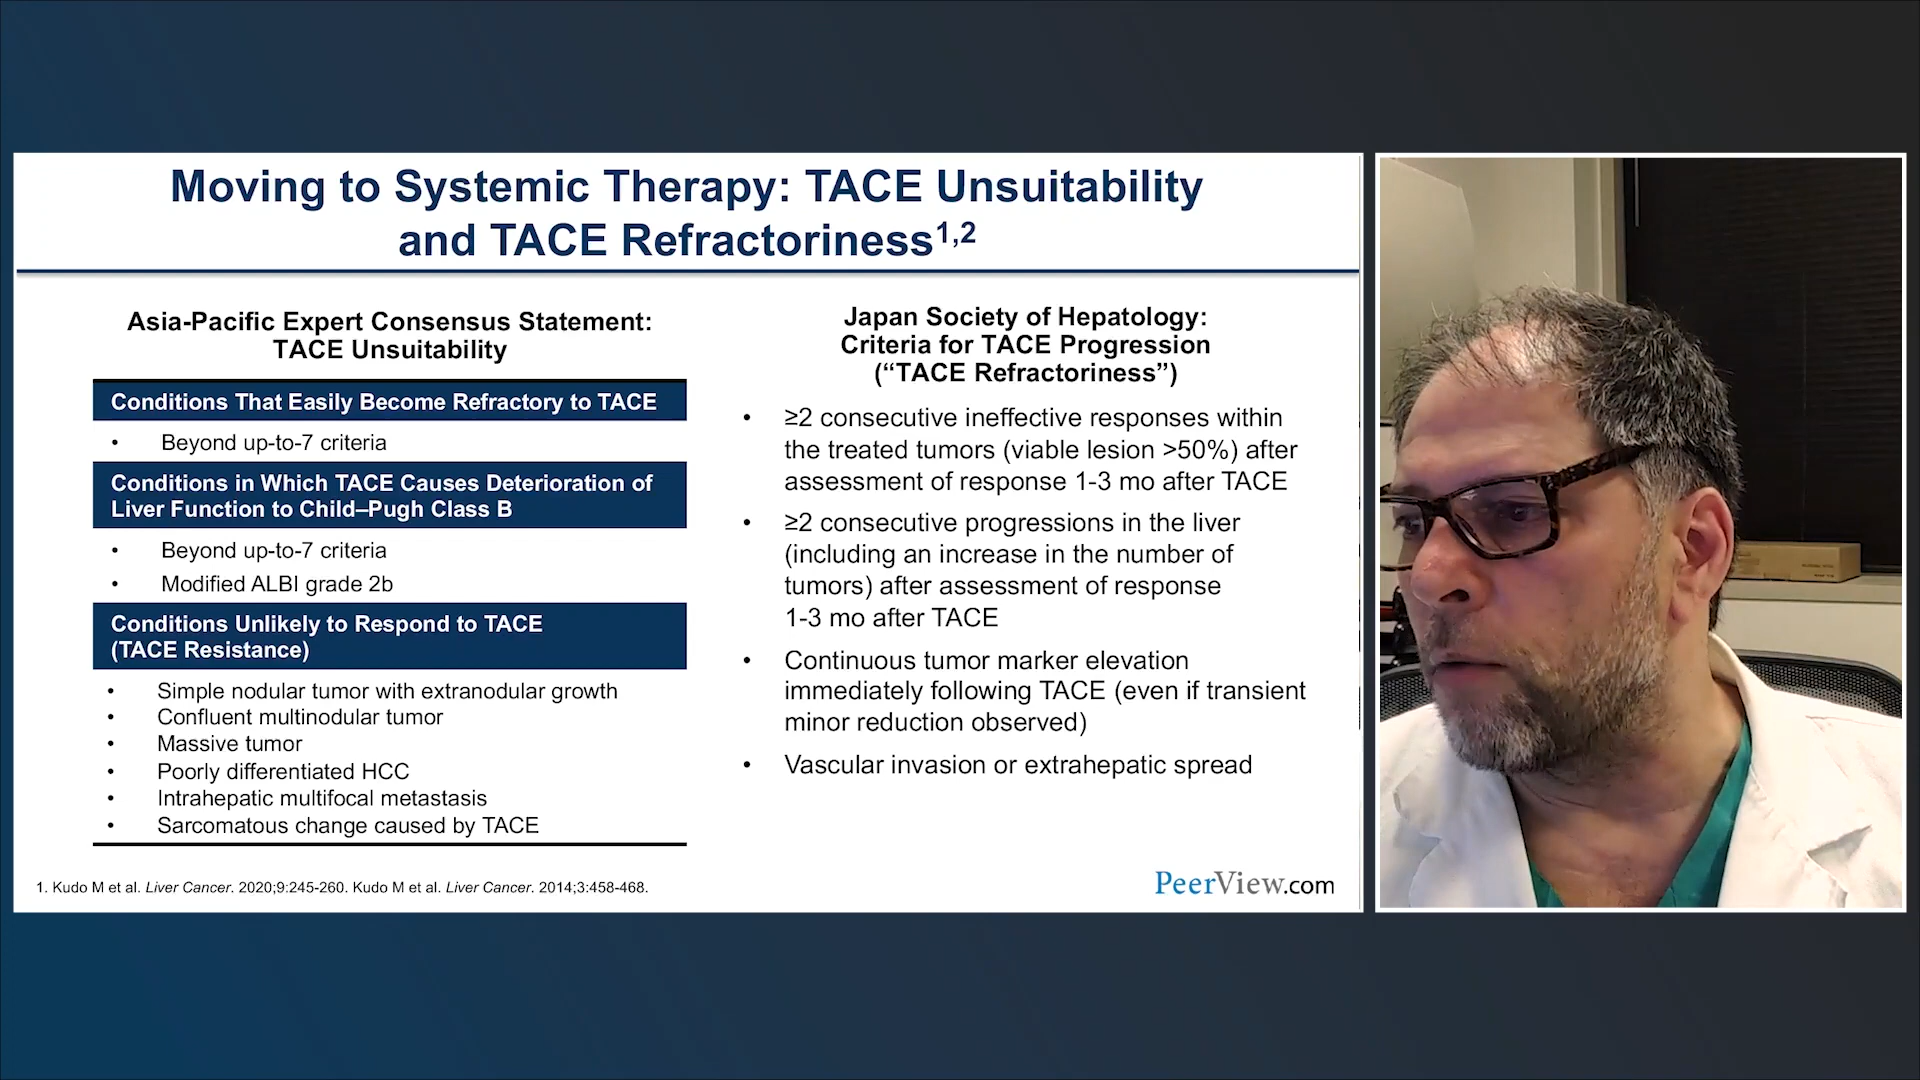 Moving to Systemic Therapy: TACE Unsuitability
and TACE Refractoriness1,2
Asia-Pacific Expert Consensus Statement:
TACE Unsuitability
Conditions That Easily Become Refractory to TACE
• Beyond up-to-7 criteria
Conditions in Which TACE Causes Deterioration of
Liver Function to Child–Pugh Class B
• Beyond up-to-7 criteria
• Modified ALBI grade 2b
Conditions Unlikely to Respond to TACE
(TACE Resistance)
• Simple nodular tumor with extranodular growth
• Confluent multinodular tumor
• Massive tumor
• Poorly differentiated HCC
• Intrahepatic multifocal metastasis
• Sarcomatous change caused by TACE
Japan Society of Hepatology:
Criteria for TACE Progression
(“TACE Refractoriness”)
• ≥2 consecutive ineffective responses within
the treated tumors (viable lesion >50%) after
assessment of response 1-3 mo after TACE
• ≥2 consecutive progressions in the liver
(including an increase in the number of
tumors) after assessment of response
1-3 mo after TACE
• Continuous tumor marker elevation
immediately following TACE (even if transient
minor reduction observed)
• Vascular invasion or extrahepatic spread
1. Kudo M et al. Liver Cancer. 2020;9:245-260. Kudo M et al. Liver Cancer. 2014;3:458-468.
PeerView.com